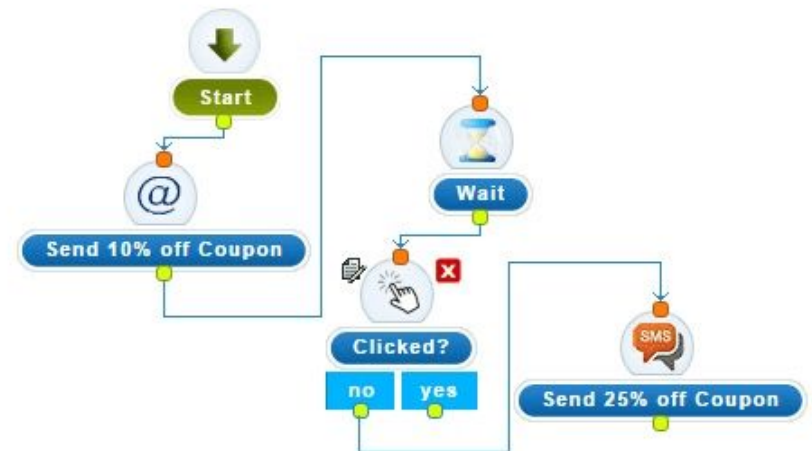 Start
@
Send 10% off Coupon
Wait
X
Clicked?
no yes
SMS
Send 25% off Coupon